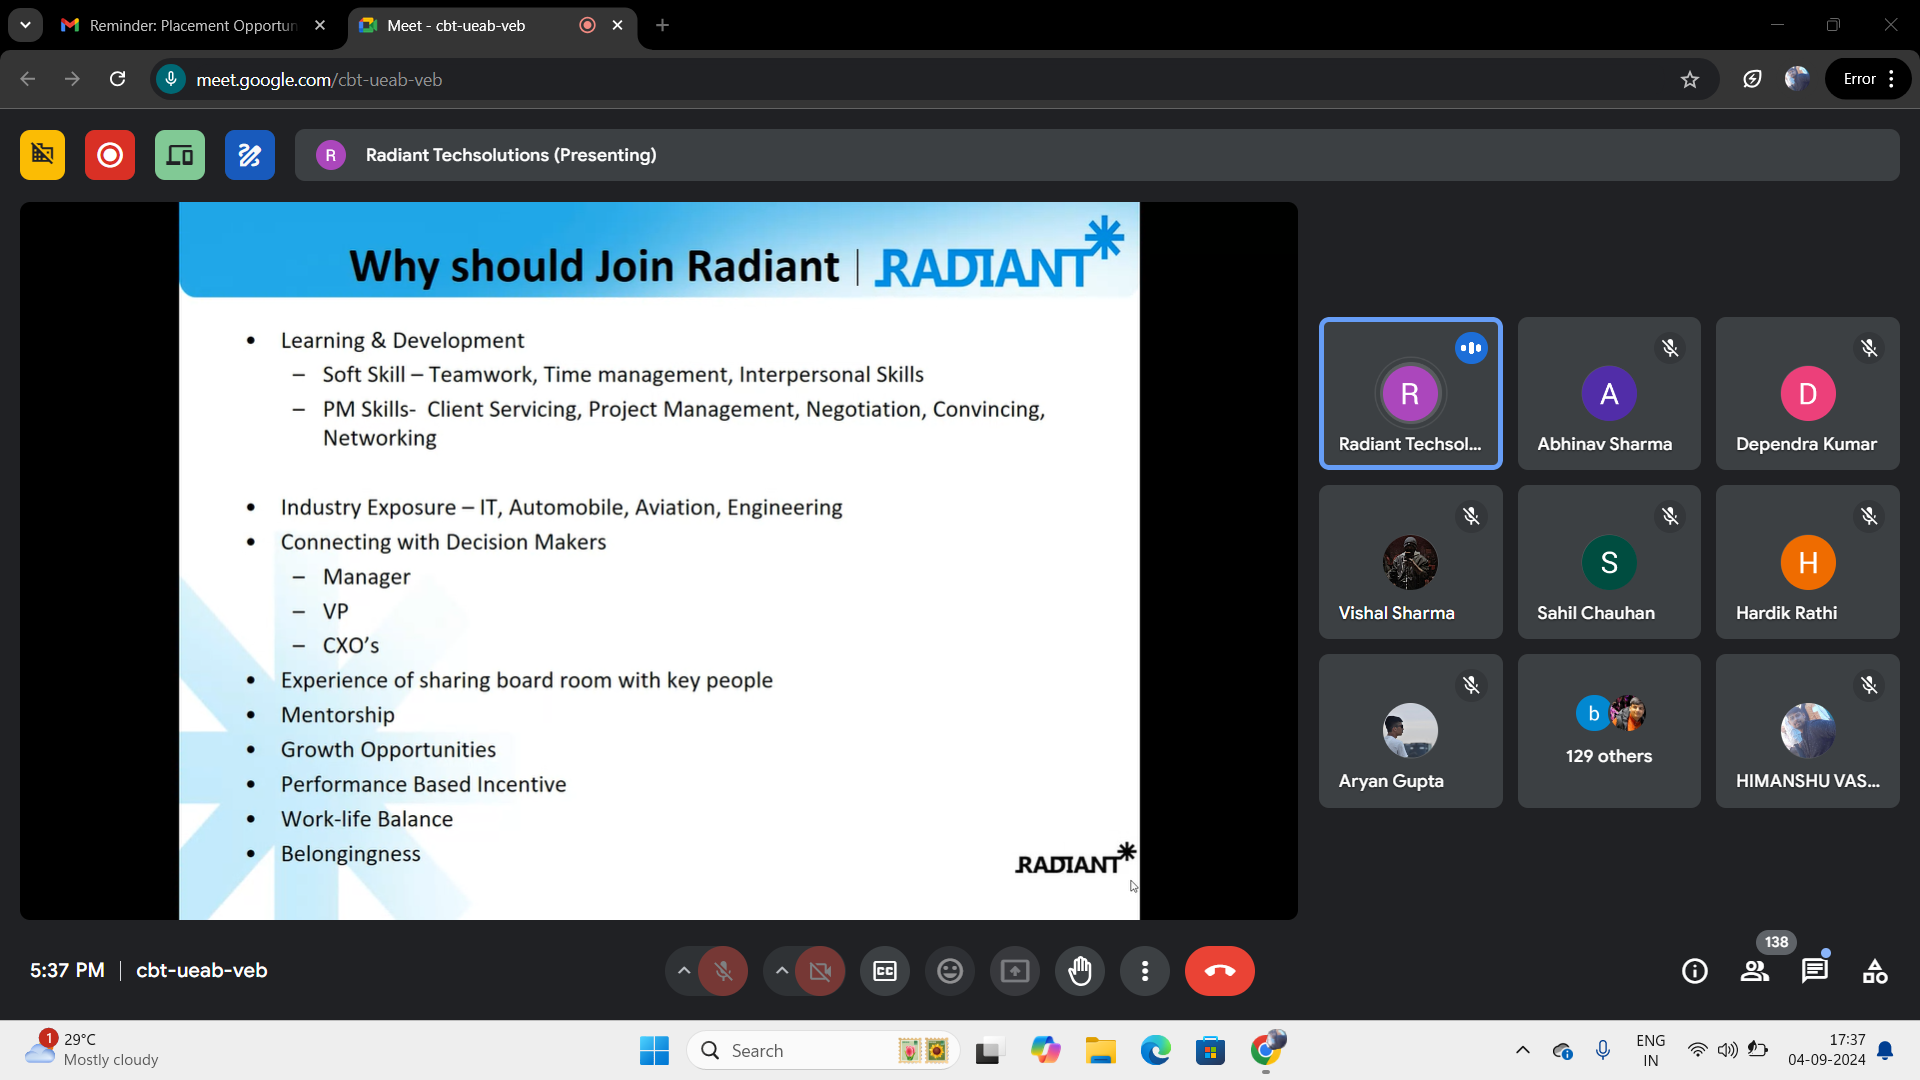 Reminder: Placement Opportun
Meet - cbt-ueab-veb
meet.google.com/cbt-ueab-veb
Error
R
Radiant Techsolutions (Presenting)
Why should Join Radiant | RADIANT
• Learning & Development
– Soft Skill – Teamwork, Time management, Interpersonal Skills
– PM Skills- Client Servicing, Project Management, Negotiation, Convincing,
Networking
• Industry Exposure – IT, Automobile, Aviation, Engineering
• Connecting with Decision Makers
– Manager
– VP
– CXO's
• Experience of sharing board room with key people
• Mentorship
• Growth Opportunities
• Performance Based Incentive
• Work-life Balance
• Belongingness
RADIANT
R
Radiant Techsol...
A
Abhinav Sharma
D
Dependra Kumar
Vishal Sharma
S
Sahil Chauhan
H
Hardik Rathi
Aryan Gupta
b
129 others
HIMANSHU VAS...
5:37 PM | cbt-ueab-veb
CC
138
1
29°C
Mostly cloudy
Search
ENG
IN
17:37
04-09-2024